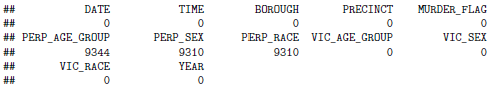 ## DATE TIME BOROUGH PRECINCT MURDER_FLAG
## 0 0 0 0 0
## PERP_AGE_GROUP PERP_SEX PERP_RACE VIC_AGE_GROUP VIC_SEX
## 9344 9310 9310 0 0
## VIC_RACE YEAR
## 0 0